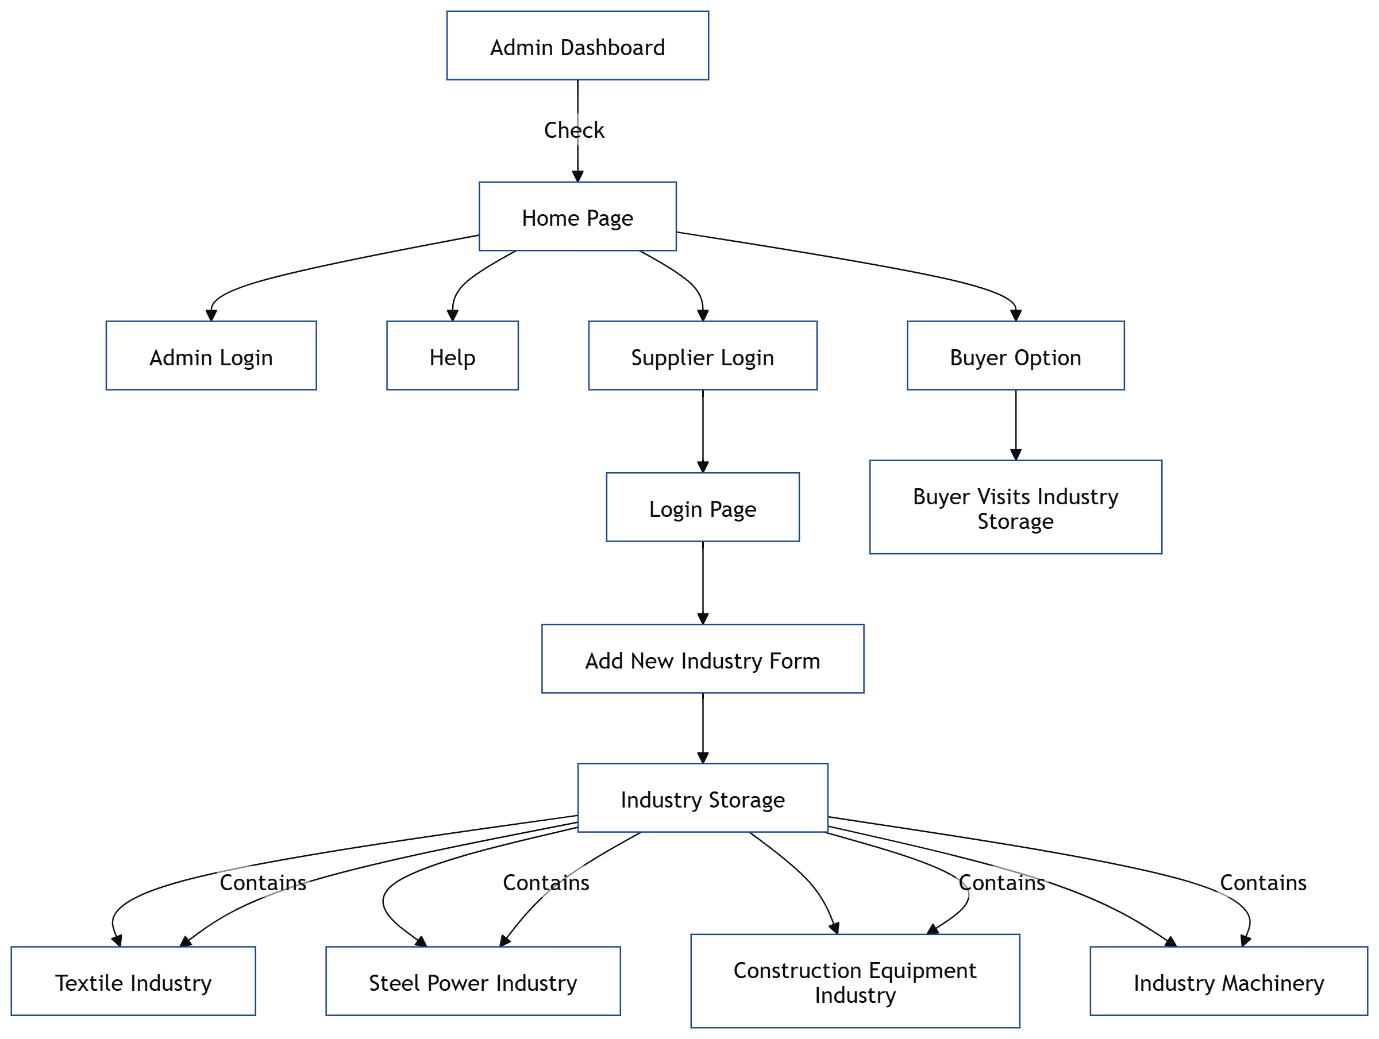 Admin Dashboard
Check
Home Page
Admin Login
Help
Supplier Login
Buyer Option
Login Page
Buyer Visits Industry
Storage
Add New Industry Form
Industry Storage
Contains
Contains
Contains
Contains
Textile Industry
Steel Power Industry
Construction Equipment
Industry
Industry Machinery